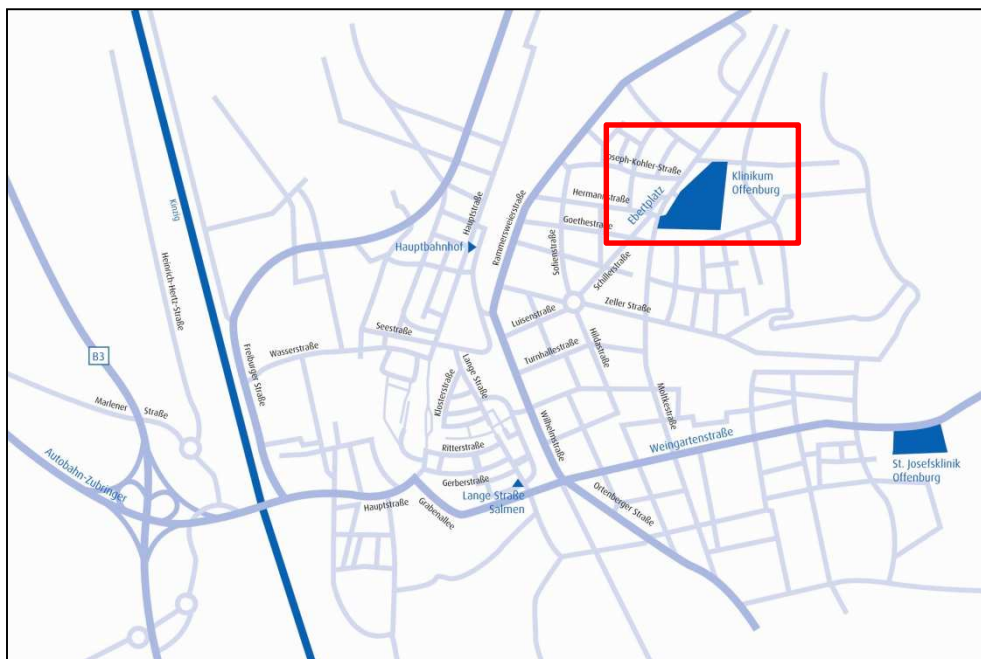 Joseph-Kohler-Straße
Klinikum
Offenburg
Hermannstraße
Ebertplatz
Goethestraße
Rammersweierstraße
Hauptstraße
Hauptbahnhof
Kinzig
Sofienstraße
Schillerstraße
Heinrich-Hertz-Straße
Zeller Straße
Luisenstraße
Seestraße
Hildastraße
Wasserstraße
Turnhallestraße
B3
Freiburger Straße
Lange Straße
Klosterstraße
Moltkestraße
Marlener
Straße
Wilhelmstraße
Weingartenstraße
Ritterstraße
St. Josefsklinik
Offenburg
Autobahn-Zubringer
Gerberstraße
Lange Straße
Salmen
Ortenberger Straße
Hauptstraße
Grabenallee